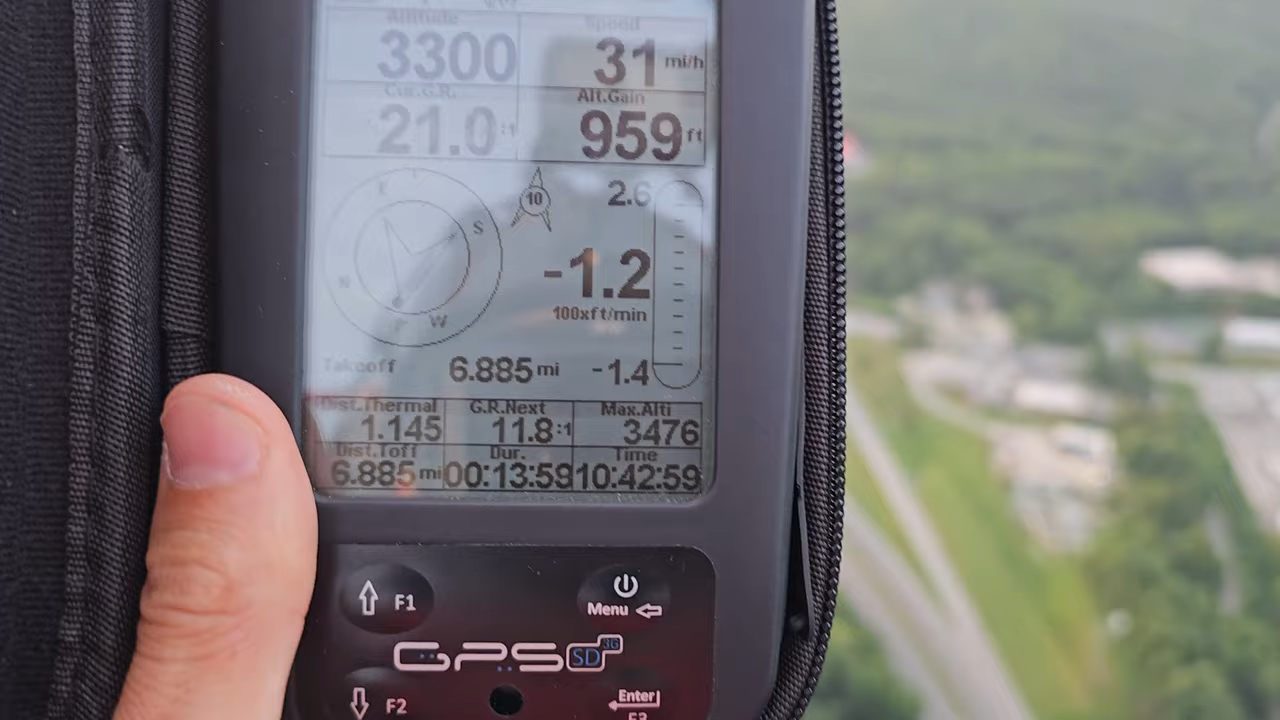 Altitude Speed
3300 31 mi/h
Cur.G.R. Alt.Gain
21.0 :1 959 ft
E
S
N
W
10
2.6
-1.2
100xft/min
Takeoff 6.885 mi -1.4
Dist.Thermal G.R.Next Max.Alti
1.145 11.8 :1 3476
Dist.Toff Dur. Time
6.885 mi 00:13:59 10:42:59
F1 Menu
GPS SD 3G
F2 Enter
F3